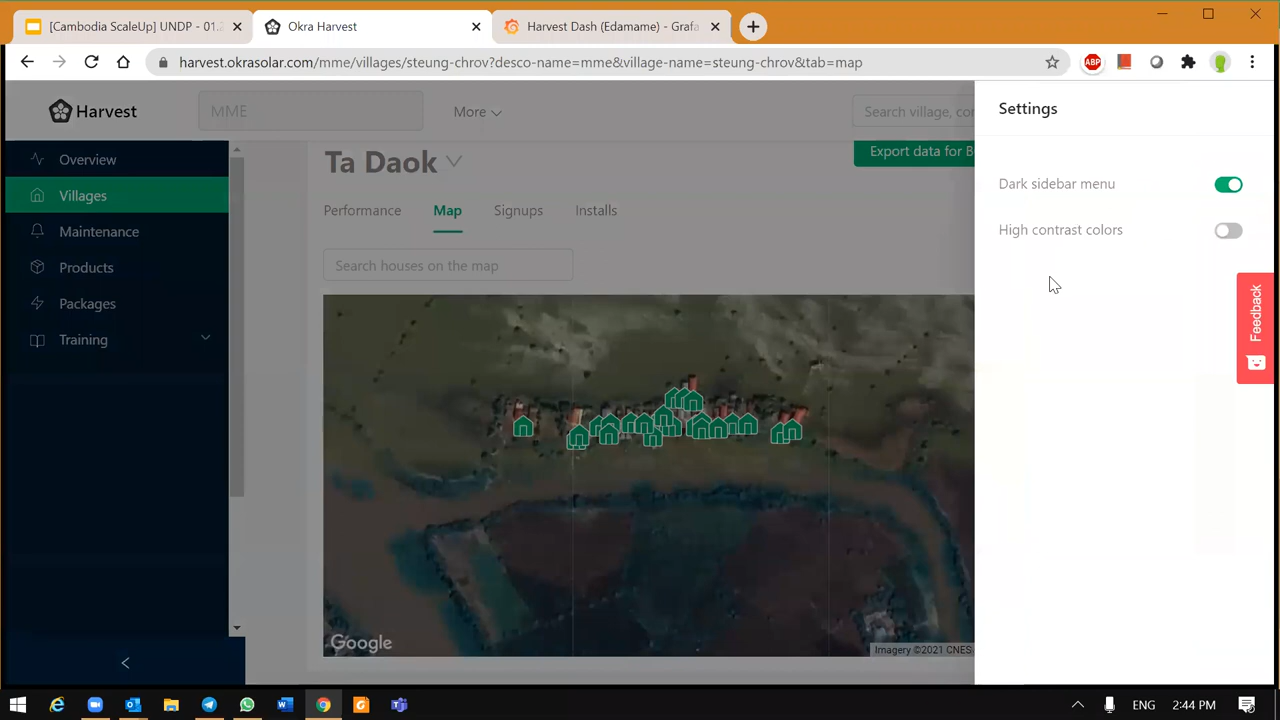 [Cambodia ScaleUp] UNDP - 01.2
Okra Harvest
Harvest Dash (Edamame) - Grafa
harvest.okrasolar.com/mme/villages/steung-chrov?desco-name=mme&village-name=steung-chrov&tab=map
ABP
Harvest
MME
More
Search village, con
Settings
Overview
Villages
Maintenance
Products
Packages
Training
Ta Daok
Export data for B
Performance
Map
Signups
Installs
Search houses on the map
Dark sidebar menu
High contrast colors
Feedback
Google
Imagery ©2021 CNES
ENG
2:44 PM